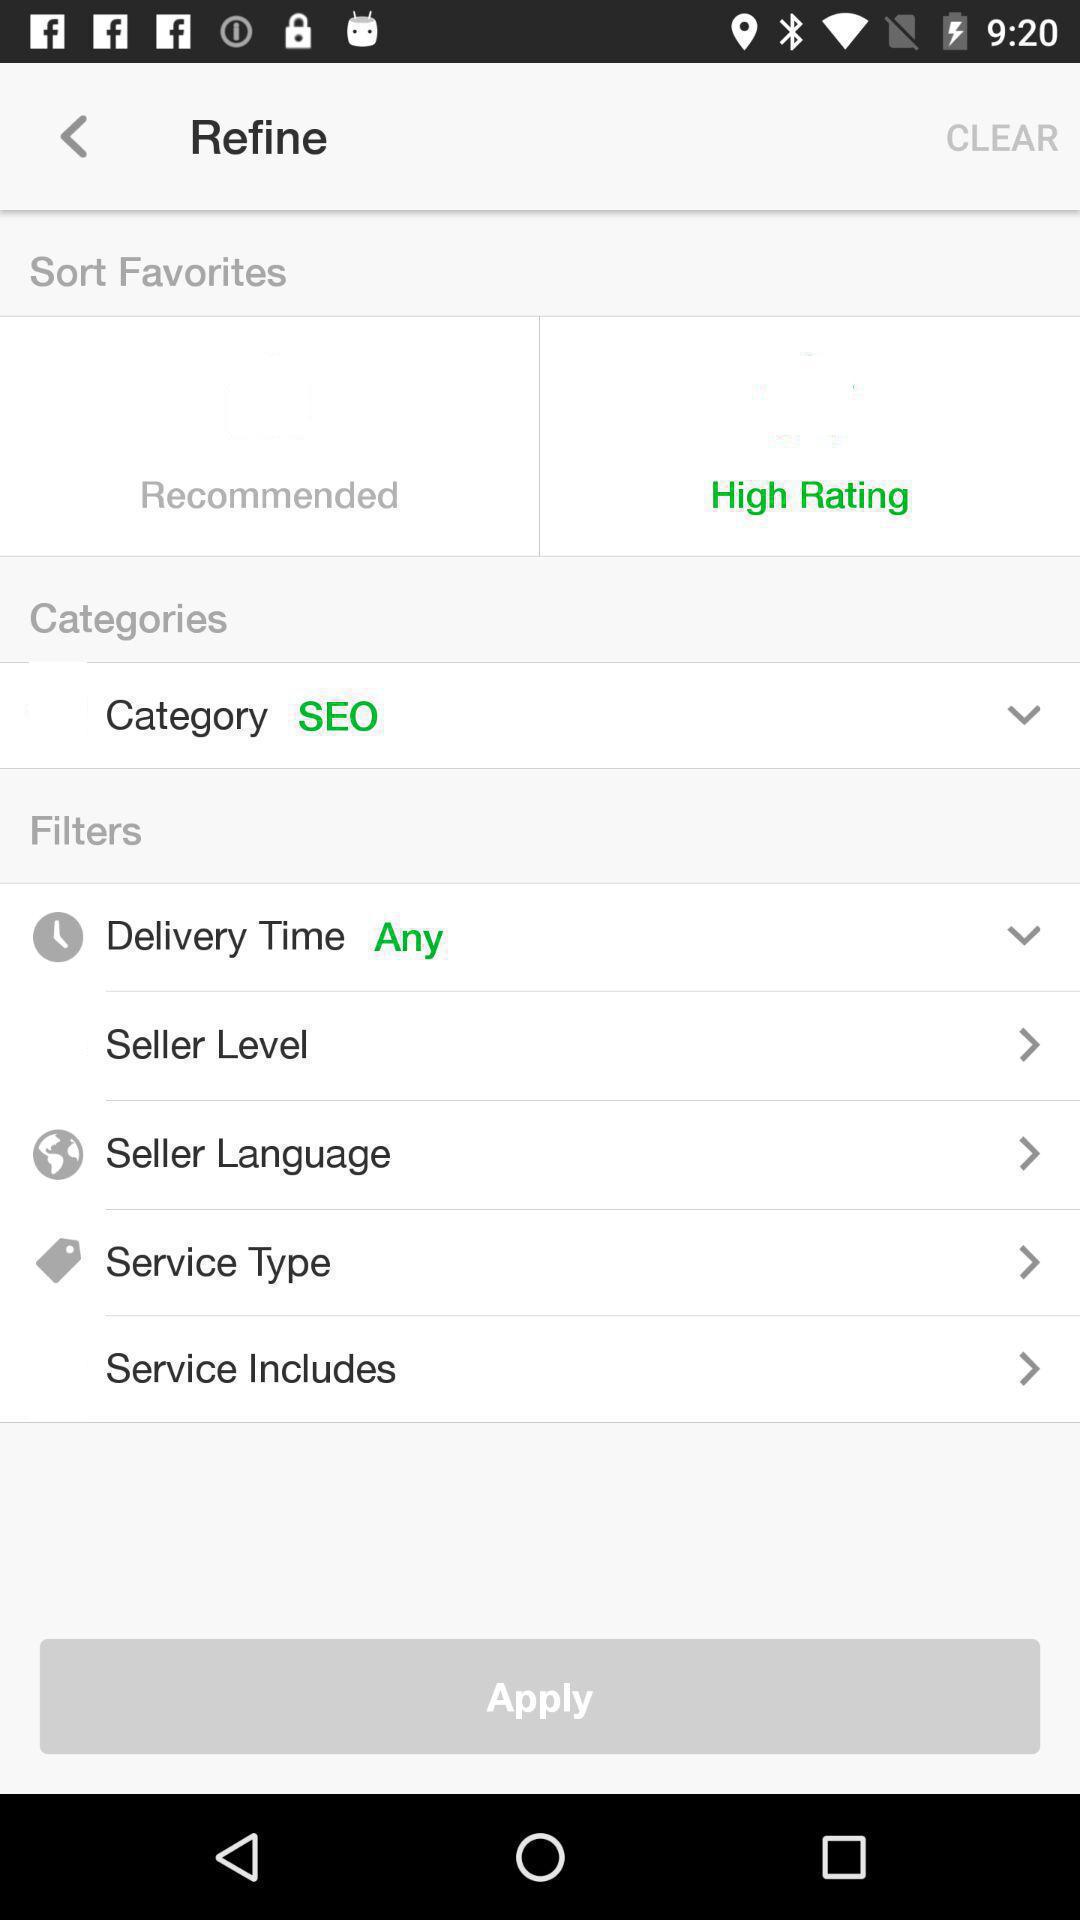 9:20
Refine
CLEAR
Sort Favorites
Recommended
High Rating
Categories
Category SEO
Filters
Delivery Time Any
Seller Level
Seller Language
Service Type
Service Includes
Apply